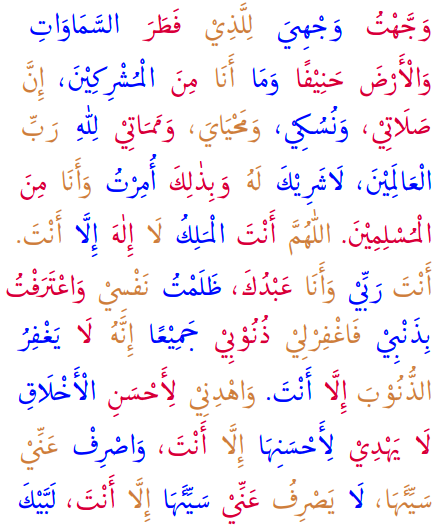 وَجَّهْتُ وَجْهِيَ لِلَّذِيْ فَطَرَ السَّمَاوَاتِ
وَالْأَرْضَ حَنِيْفًا وَمَا أَنَا مِنَ الْمُشْرِكِيْنَ، إِنَّ
صَلَاتِيْ، وَنُسُكِي، وَمَحْيَايَ، وَمَمَاتِيْ لِلّٰهِ رَبِّ
الْعَالَمِيْنَ، لَا شَرِيْكَ لَهُ وَبِذٰلِكَ أُمِرْتُ وَأَنَا مِنَ
الْمُسْلِمِيْنَ. اللّٰهُمَّ أَنْتَ الْمَلِكُ لَا إِلٰهَ إِلَّا أَنْتَ.
أَنْتَ رَبِّيْ وَأَنَا عَبْدُكَ، ظَلَمْتُ نَفْسِيْ وَاعْتَرَفْتُ
بِذَنْبِيْ فَاغْفِرْلِيْ ذُنُوْبِي جَمِيْعًا إِنَّهُ لَا يَغْفِرُ
الذُّنُوْبَ إِلَّا أَنْتَ. وَاهْدِنِيْ لِأَحْسَنِ الْأَخْلَاقِ
لَا يَهْدِيْ لِأَحْسَنِهَا إِلَّا أَنْتَ، وَاصْرِفْ عَنِّيْ
سَيِّئَهَا، لَا يَصْرِفُ عَنِّيْ سَيِّئَهَا إِلَّا أَنْتَ، لَبَّيْكَ